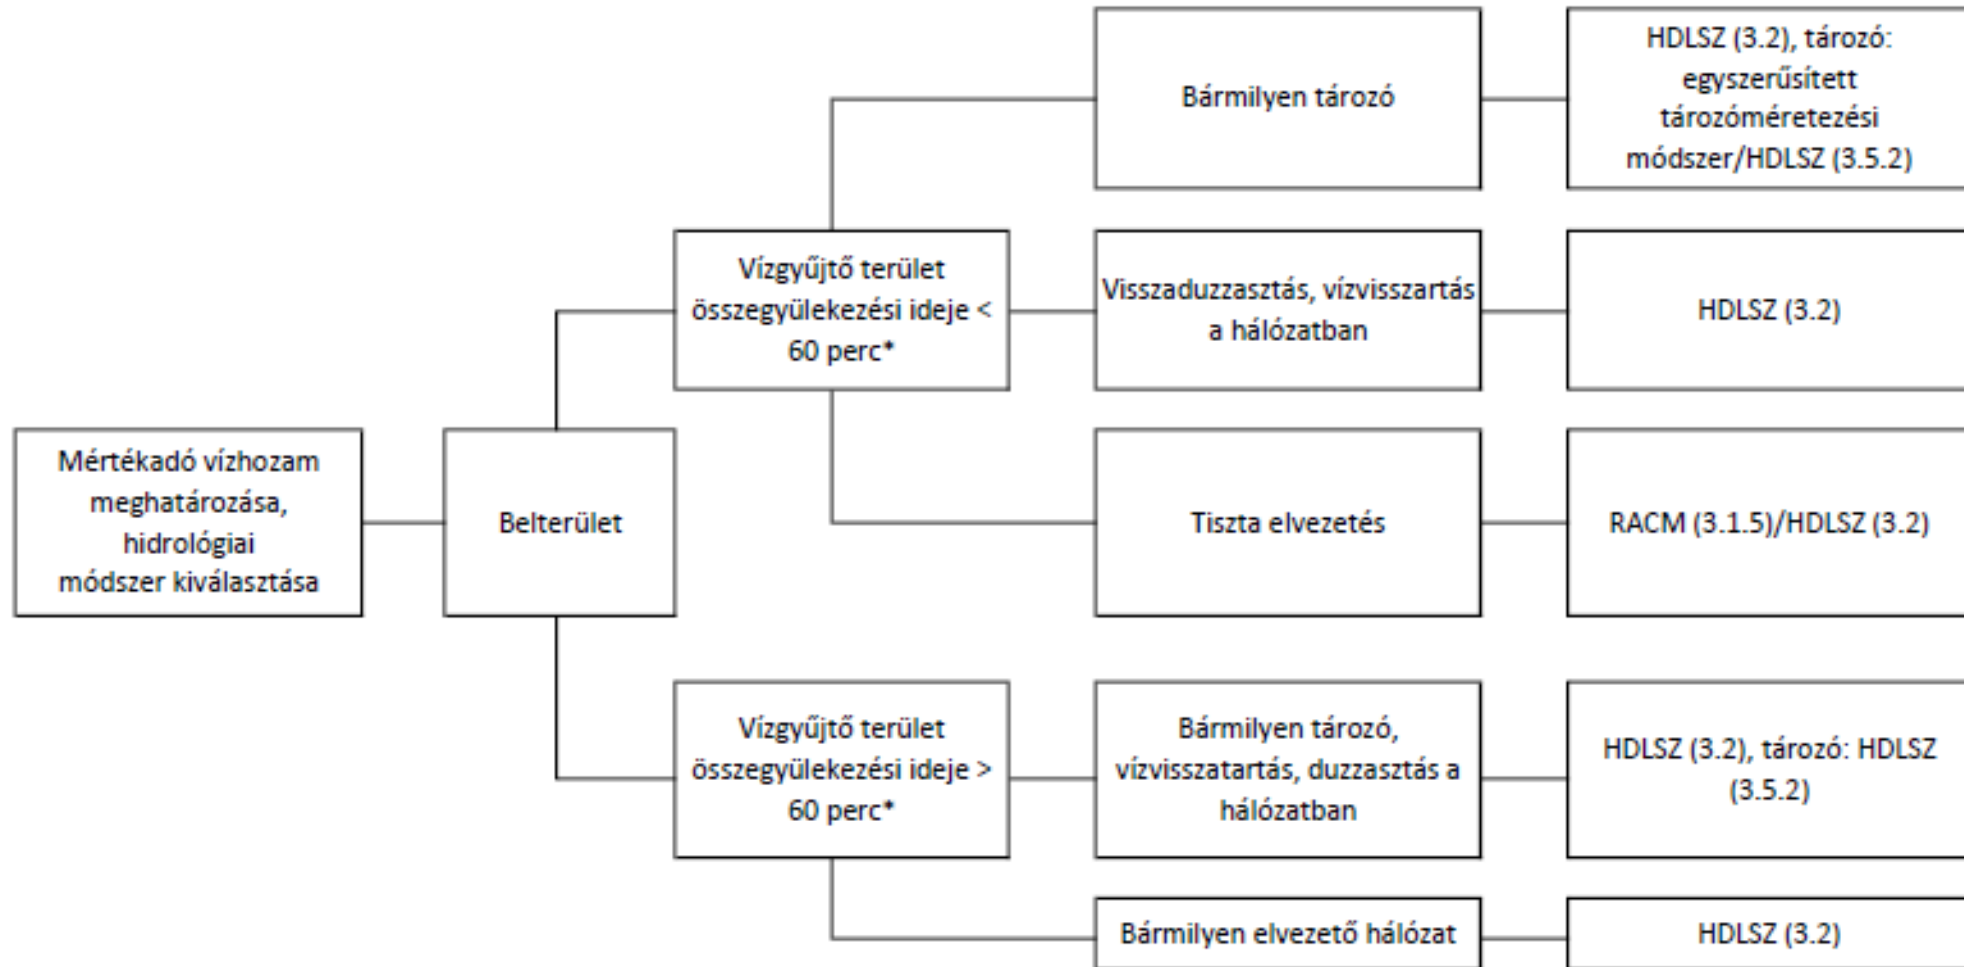 Mértékadó vízhozam
meghatározása,
hidrológiai
módszer kiválasztása
Belterület
Vízgyűjtő terület
összegyülekezési ideje <
60 perc*
Bármilyen tározó
HDLSZ (3.2), tározó:
egyszerűsített
tározóméretezési
módszer/HDLSZ (3.5.2)
Visszaduzzasztás, vízvisszartás
a hálózatban
HDLSZ (3.2)
Tiszta elvezetés
RACM (3.1.5)/HDLSZ (3.2)
Vízgyűjtő terület
összegyülekezési ideje >
60 perc*
Bármilyen tározó,
vízvisszatartás, duzzasztás a
hálózatban
HDLSZ (3.2), tározó: HDLSZ
(3.5.2)
Bármilyen elvezető hálózat
HDLSZ (3.2)